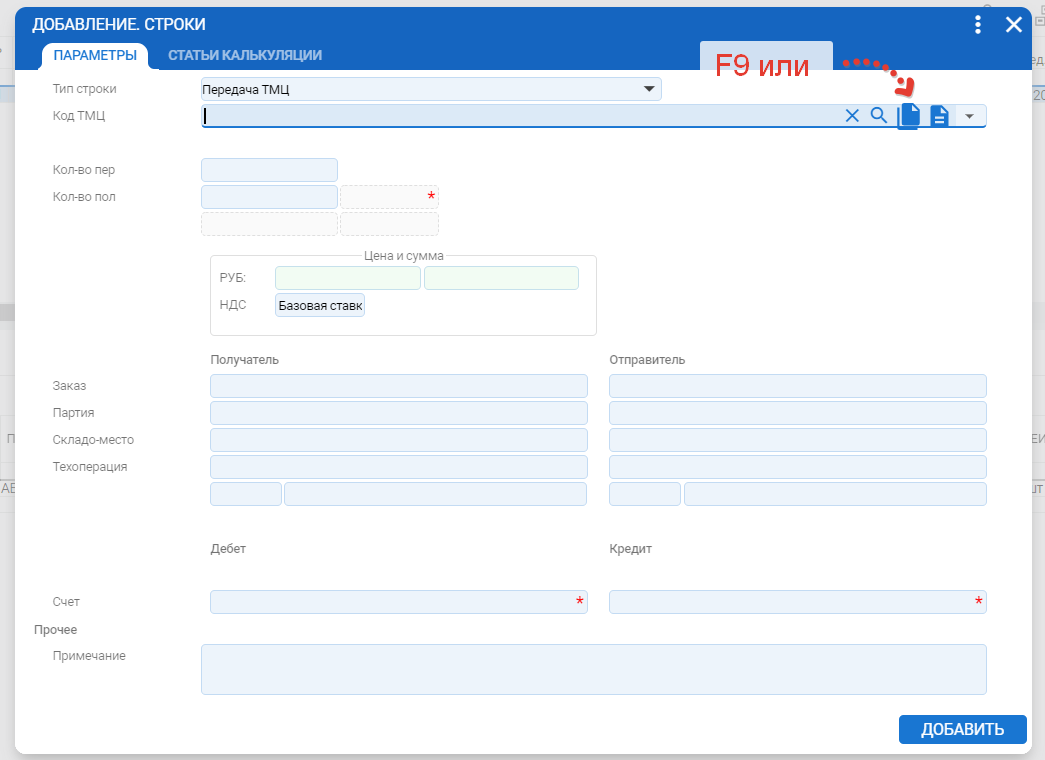 ДОБАВЛЕНИЕ. СТРОКИ
ПАРАМЕТРЫ СТАТЬИ КАЛЬКУЛЯЦИИ
F9 или
Тип строки Передача ТМЦ
Код ТМЦ
Кол-во пер
Кол-во пол *
Цена и сумма
РУБ:
НДС Базовая ставк
Получатель Отправитель
Заказ
Партия
Складо-место
Техоперация
Дебет Кредит
Счет * *
Прочее
Примечание
ДОБАВИТЬ